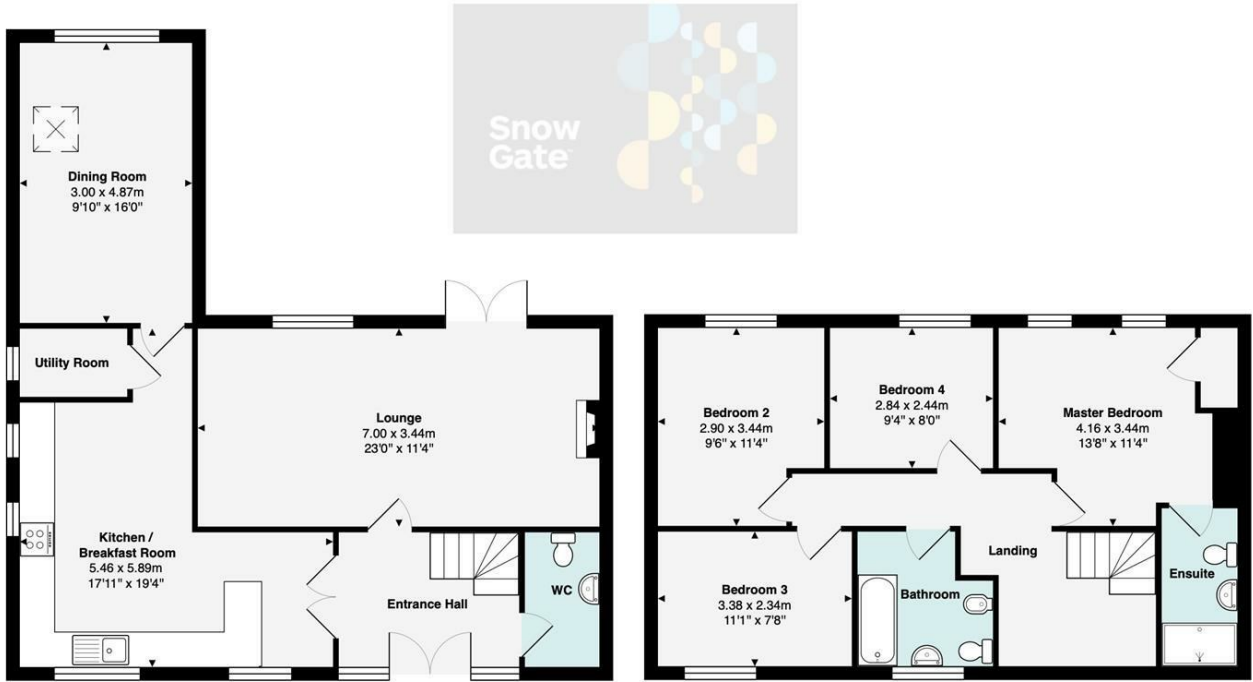 Snow
Gate™
Dining Room
3.00 x 4.87m
9'10" x 16'0"
Utility Room
Lounge
7.00 x 3.44m
23'0" x 11'4"
Kitchen /
Breakfast Room
5.46 x 5.89m
17'11" x 19'4"
Entrance Hall
WC
Bedroom 2
2.90 x 3.44m
9'6" x 11'4"
Bedroom 4
2.84 x 2.44m
9'4" x 8'0"
Master Bedroom
4.16 x 3.44m
13'8" x 11'4"
Landing
Bedroom 3
3.38 x 2.34m
11'1" x 7'8"
Bathroom
Ensuite